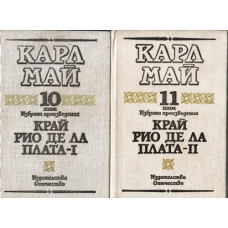 КАРЛ
МАЙ
10
том
Избрани произведения
КРАЙ
РИО ДЕ ЛА
ПЛАТА-I
Издателство
Отечество
КАРЛ
МАЙ
11
том
Избрани произведения
КРАЙ
РИО ДЕ ЛА
ПЛАТА-II
Издателство
Отечество